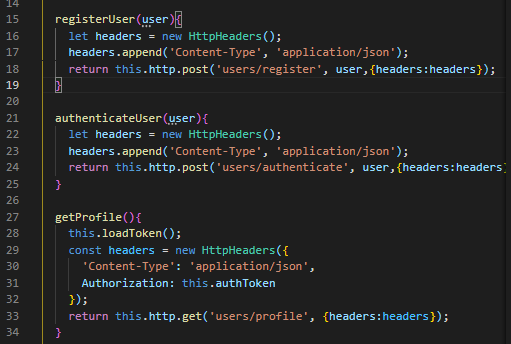 14
15 registerUser(user){
16 let headers = new HttpHeaders();
17 headers.append('Content-Type', 'application/json');
18 return this.http.post('users/register', user,{headers:headers});
19 }
20
21 authenticateUser(user){
22 let headers = new HttpHeaders();
23 headers.append('Content-Type', 'application/json');
24 return this.http.post('users/authenticate', user,{headers:headers
25 }
26
27 getProfile(){
28 this.loadToken();
29 const headers = new HttpHeaders({
30 'Content-Type': 'application/json',
31 Authorization: this.authToken
32 });
33 return this.http.get('users/profile', {headers:headers});
34 }